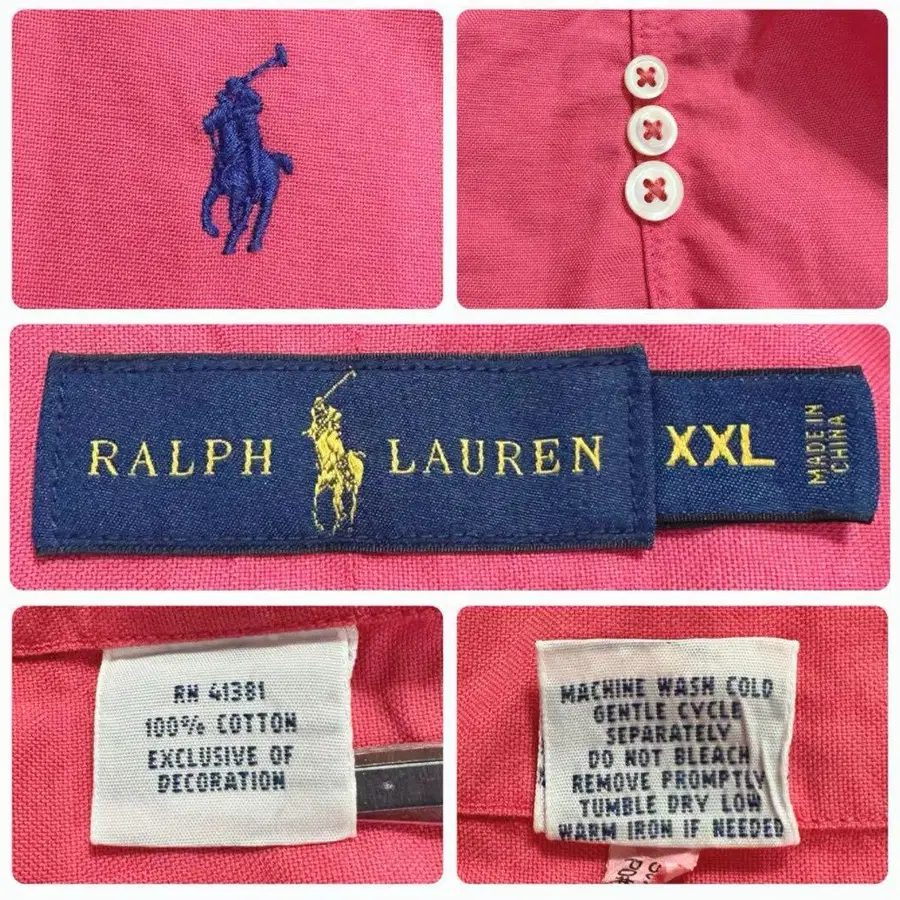 RALPH LAUREN
XXL
MADE IN
CHINA
RN 41381
100% COTTON
EXCLUSIVE OF
DECORATION
MACHINE WASH COLD
GENTLE CYCLE
SEPARATELY
DO NOT BLEACH
REMOVE PROMPTLY
TUMBLE DRY LOW
WARM IRON IF NEEDED